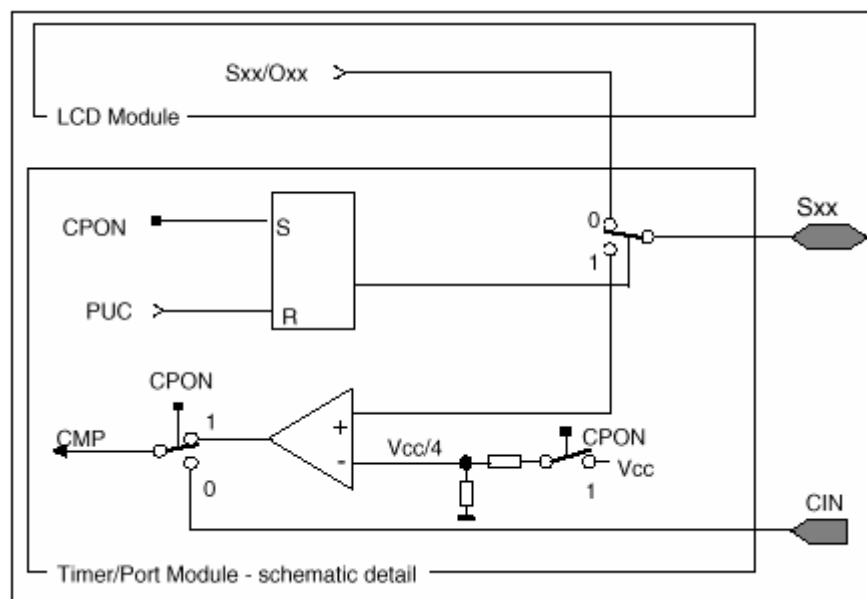 Sxx/Oxx
LCD Module
CPON
S
0
Sxx
1
PUC
R
CPON
1
CMP
+
CPON
Vcc/4
-
Vcc
0
1
CIN
Timer/Port Module - schematic detail